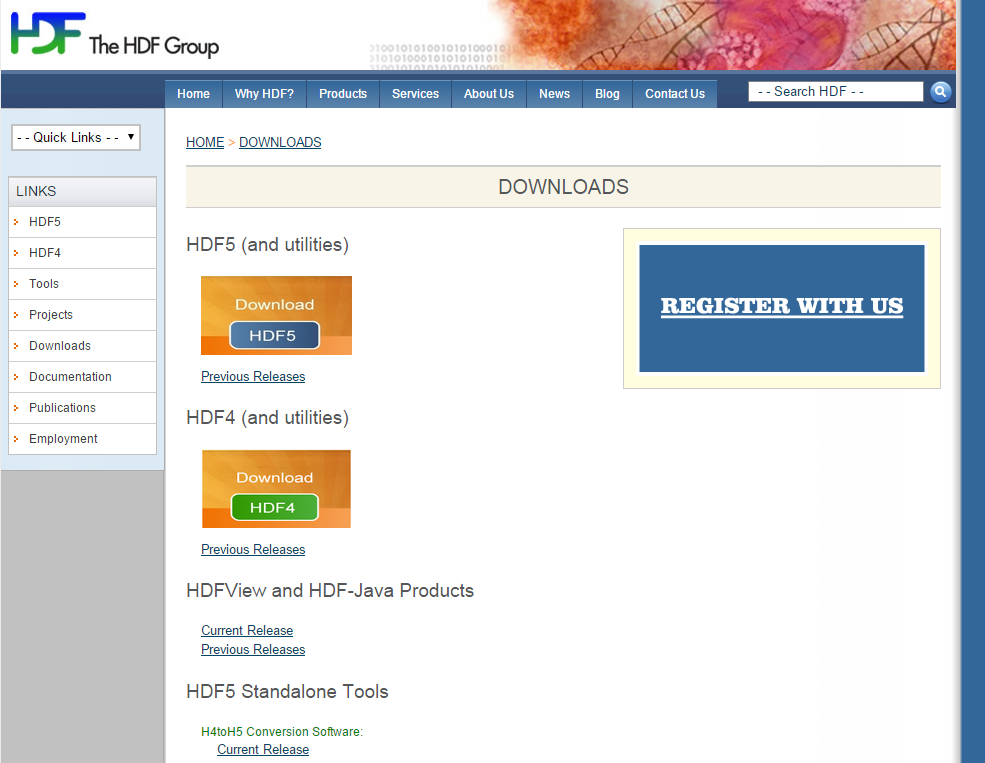 HDF The HDF Group
Home Why HDF? Products Services About Us News Blog Contact Us - - Search HDF - -
- - Quick Links - -
HOME > DOWNLOADS
LINKS
HDF5
HDF4
Tools
Projects
Downloads
Documentation
Publications
Employment
DOWNLOADS
HDF5 (and utilities)
Download
HDF5
Previous Releases
REGISTER WITH US
HDF4 (and utilities)
Download
HDF4
Previous Releases
HDFView and HDF-Java Products
Current Release
Previous Releases
HDF5 Standalone Tools
H4toH5 Conversion Software:
Current Release